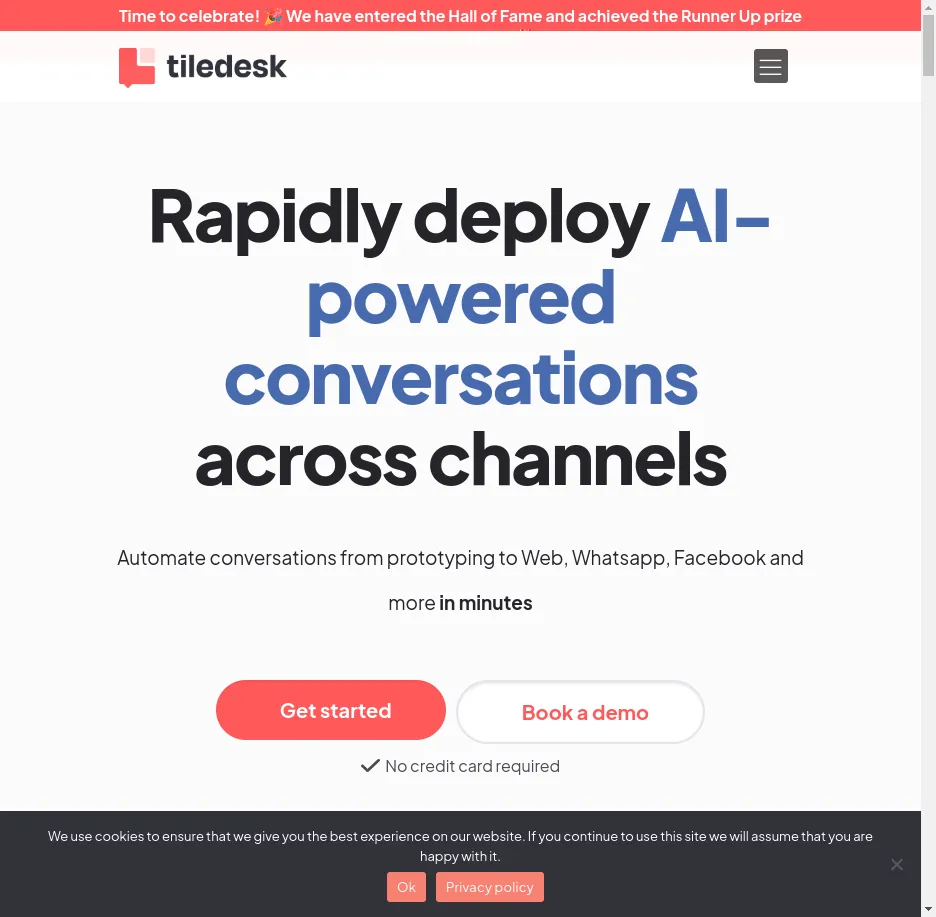 Time to celebrate! 🎉 We have entered the Hall of Fame and achieved the Runner Up prize
tiledesk
Rapidly deploy AI-
powered
conversations
across channels
Automate conversations from prototyping to Web, Whatsapp, Facebook and
more in minutes
Get started
Book a demo
No credit card required
We use cookies to ensure that we give you the best experience on our website. If you continue to use this site we will assume that you are
happy with it.
Ok
Privacy policy